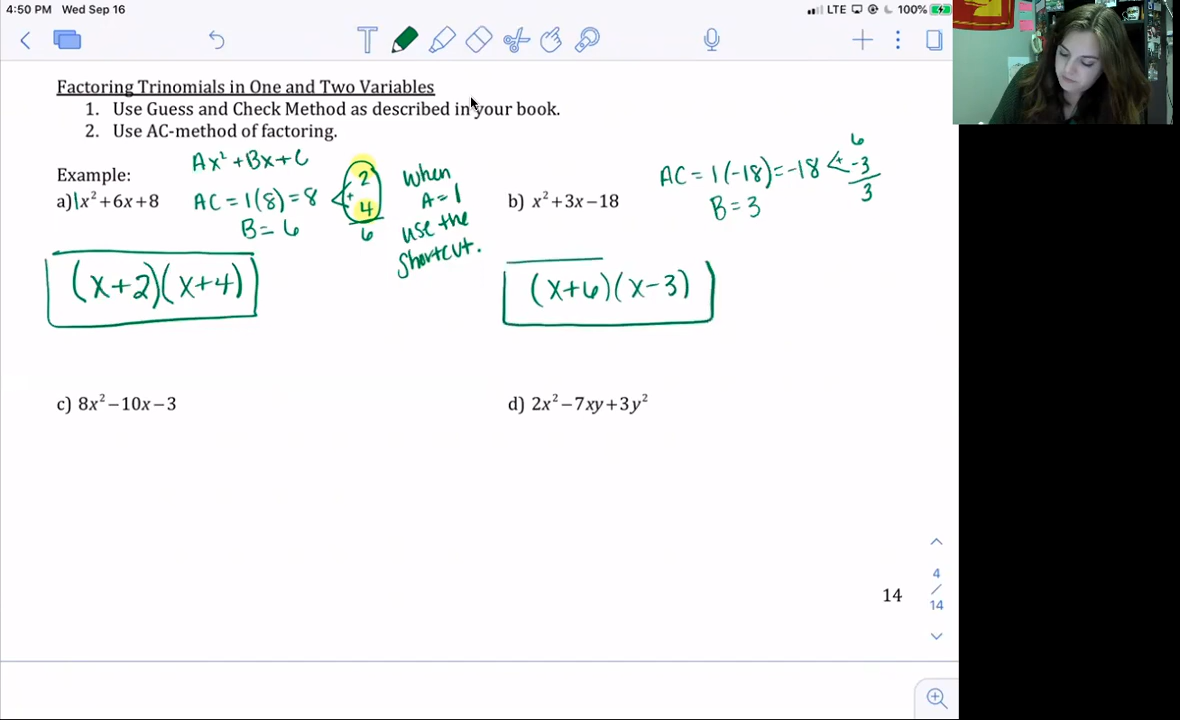 4:50 PM Wed Sep 16
LTE 100%
Factoring Trinomials in One and Two Variables
1. Use Guess and Check Method as described in your book.
2. Use AC-method of factoring.
Example:
Ax² + Bx + C
a) 1x² + 6x + 8
AC = 1(8) = 8 < 2
+ 4
6
B = 6
when
A = 1
use the
shortcut.
(x+2)(x+4)
b) x² + 3x − 18
AC = 1(-18) = -18 < 6
+ -3
3
B = 3
(x+6)(x-3)
c) 8x² − 10x − 3
d) 2x² − 7xy + 3y²
4
/
14
14